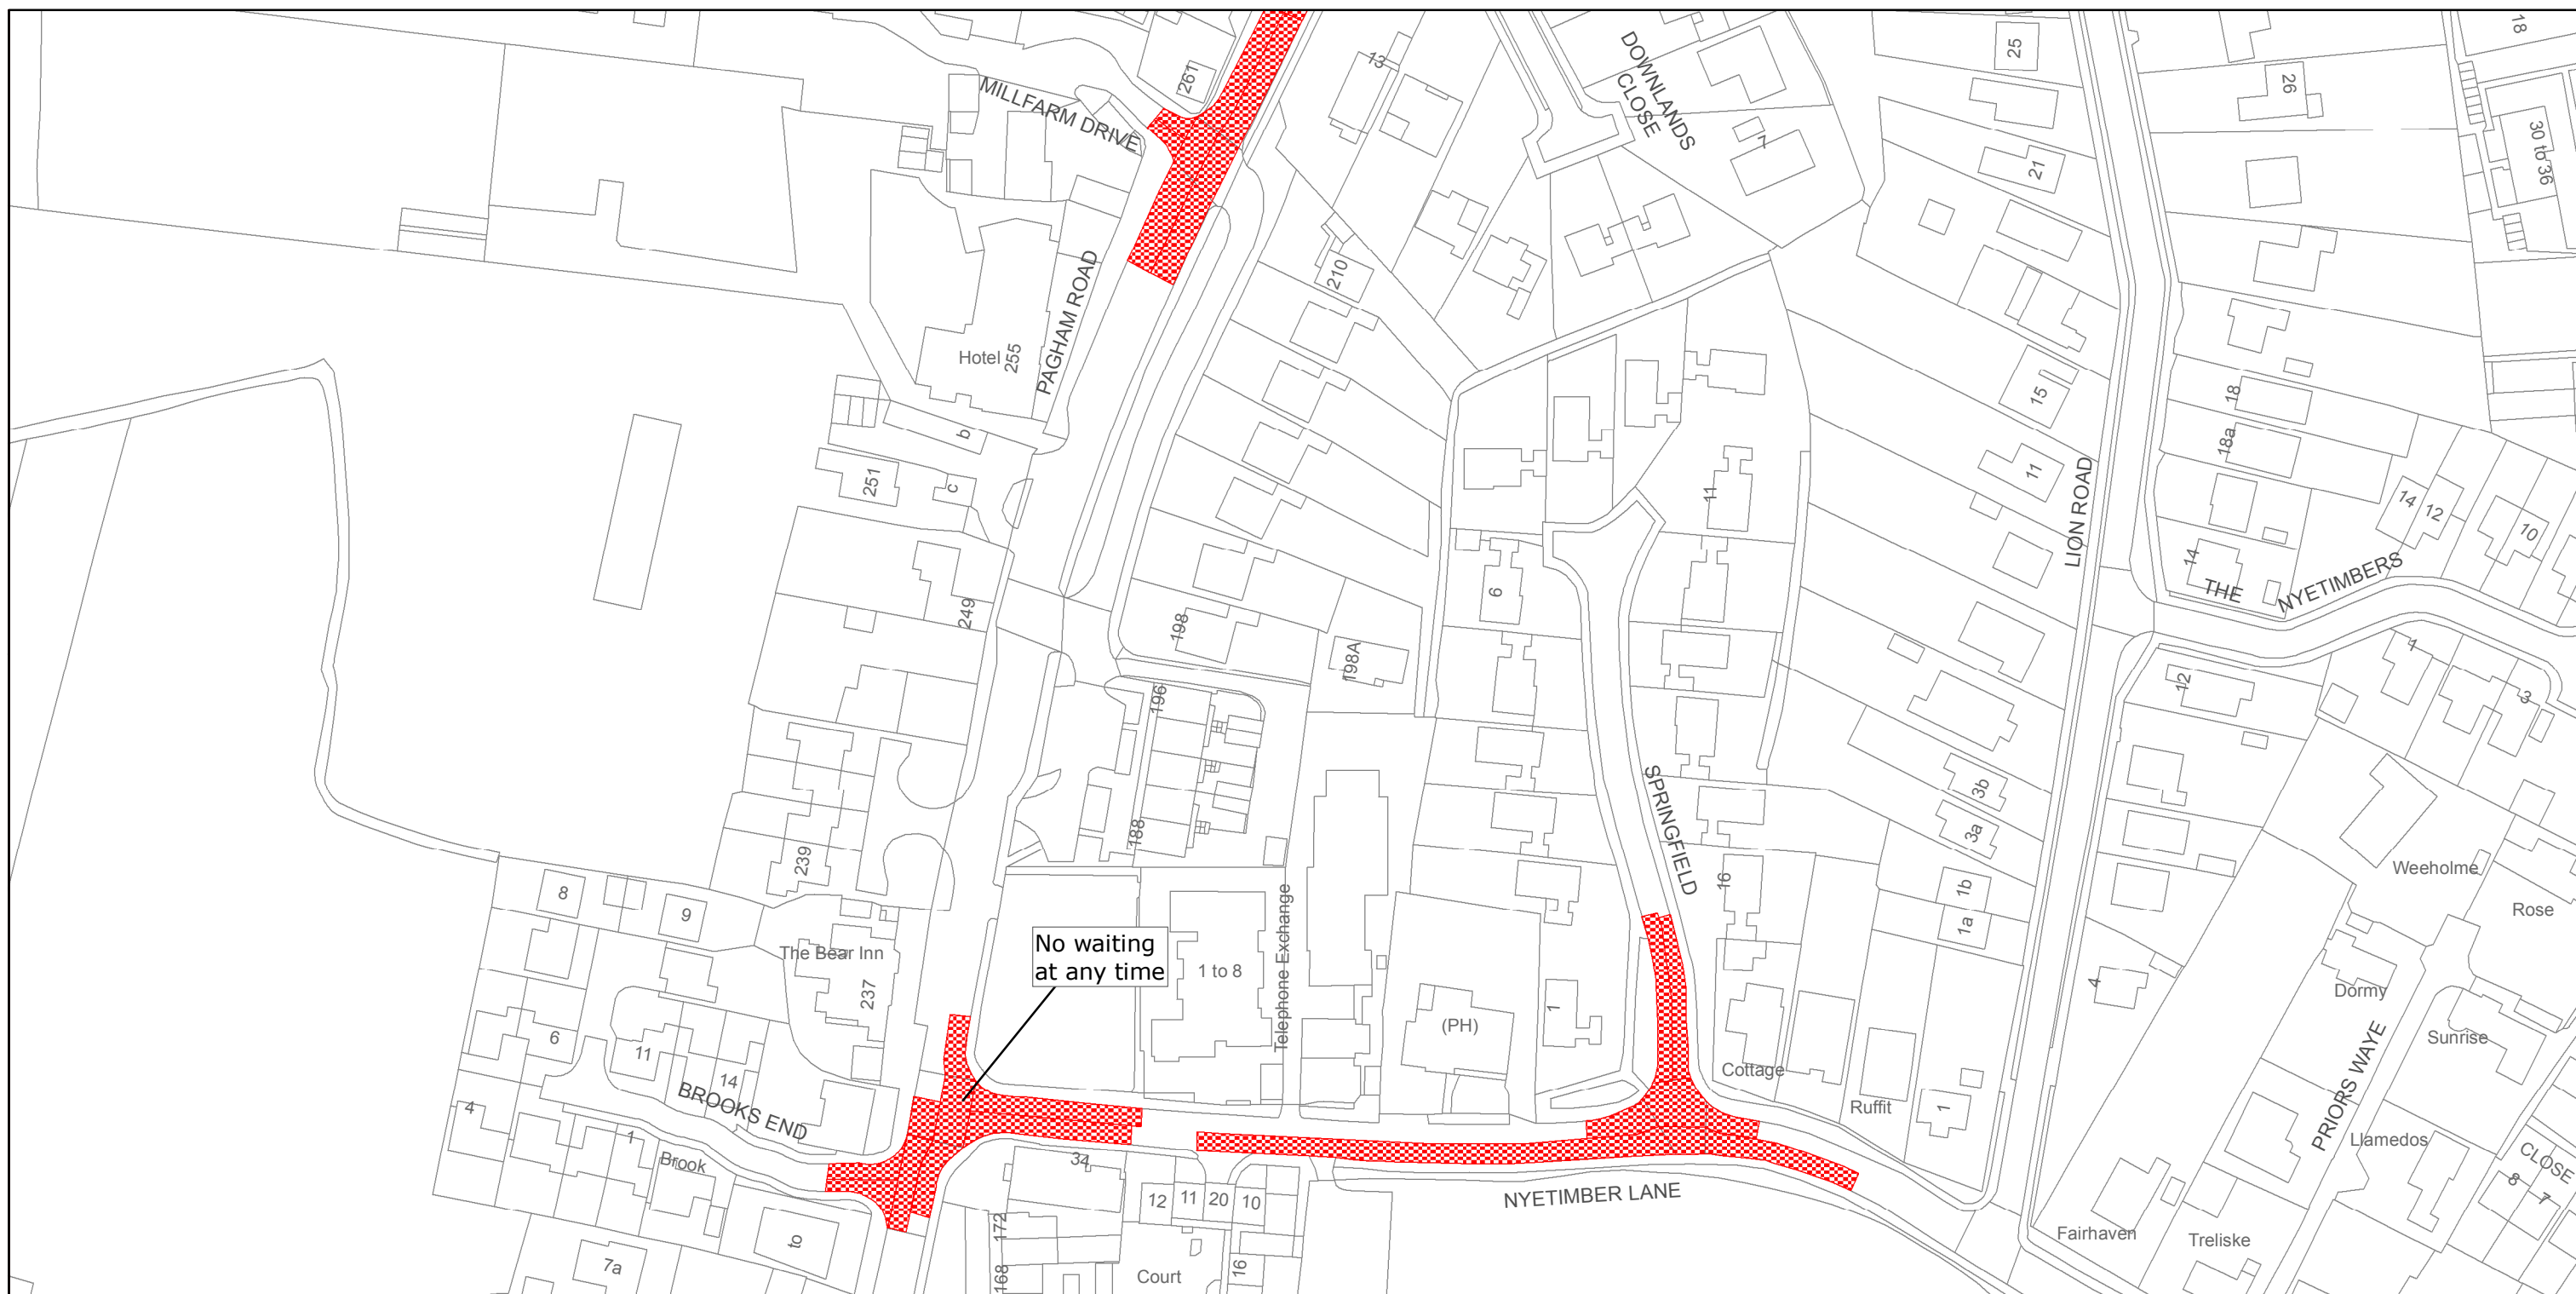 18
DOWNLANDS
CLOSE
25
13
261
MILLFARM DRIVE
26
30 to 36
7
21
210
PAGHAM ROAD
Hotel
255
15
18
b
18a
251
c
11
11
14
12
10
LION ROAD
14
THE
NYETIMBERS
6
249
198
198A
1
12
3
196
SPRINGFIELD
3b
3a
188
239
16
1b
1a
Weeholme
Rose
8
9
The Bear Inn
No waiting
at any time
1 to 8
Telephone Exchange
237
4
Dormy
1
(PH)
Sunrise
6
11
14
Cottage
PRIORS WAYE
BROOKS END
4
Ruffit
1
Llamedos
1
Brook
34
CLOSE
8
7
12
11
20
10
NYETIMBER LANE
172
Fairhaven
Treliske
to
7a
168
Court
16